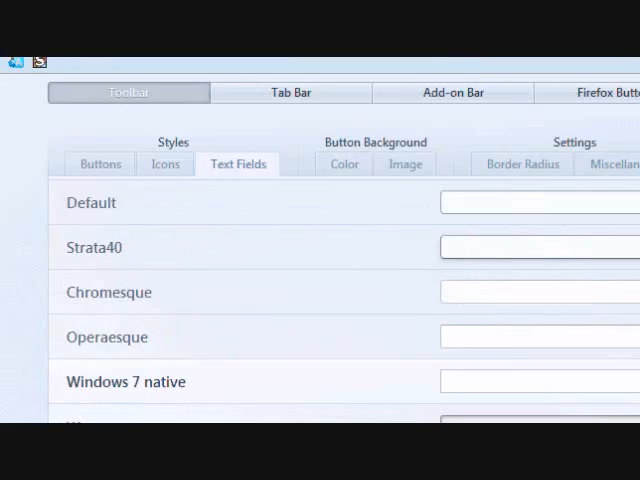 Toolbar Tab Bar Add-on Bar Firefox Butt
Styles Button Background Settings
Buttons Icons Text Fields Color Image Border Radius Miscellan
Default
Strata40
Chromesque
Operaesque
Windows 7 native